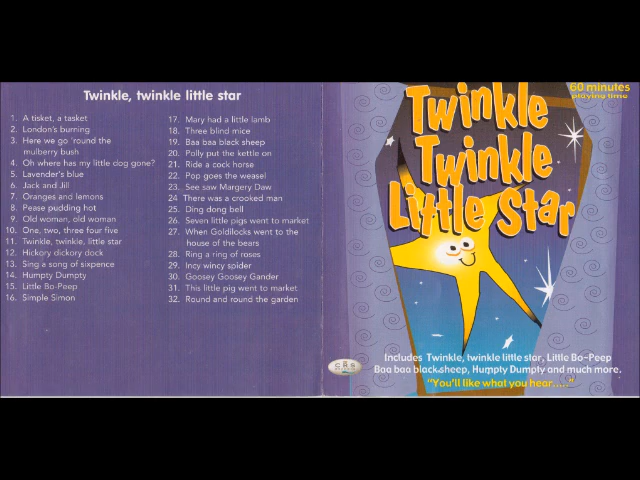 Twinkle, twinkle little star
1. A tisket, a tasket
2. London's burning
3. Here we go 'round the
mulberry bush
4. Oh where has my little dog gone?
5. Lavender's blue
6. Jack and Jill
7. Oranges and lemons
8. Pease pudding hot
9. Old woman, old woman
10. One, two, three four five
11. Twinkle, twinkle, little star
12. Hickory dickory dock
13. Sing a song of sixpence
14. Humpty Dumpty
15. Little Bo-Peep
16. Simple Simon
17. Mary had a little lamb
18. Three blind mice
19. Baa baa black sheep
20. Polly put the kettle on
21. Ride a cock horse
22. Pop goes the weasel
23. See saw Margery Daw
24 There was a crooked man
25. Ding dong bell
26. Seven little pigs went to market
27. When Goldilocks went to the
house of the bears
28. Ring a ring of roses
29. Incy wincy spider
30. Goosey Goosey Gander
31. This little pig went to market
32. Round and round the garden
60 minutes
playing time
Twinkle
Twinkle
Little Star
Includes Twinkle, twinkle little star, Little Bo-Peep
Baa baa black sheep, Humpty Dumpty and much more.
"You'll like what you hear....."
CRS